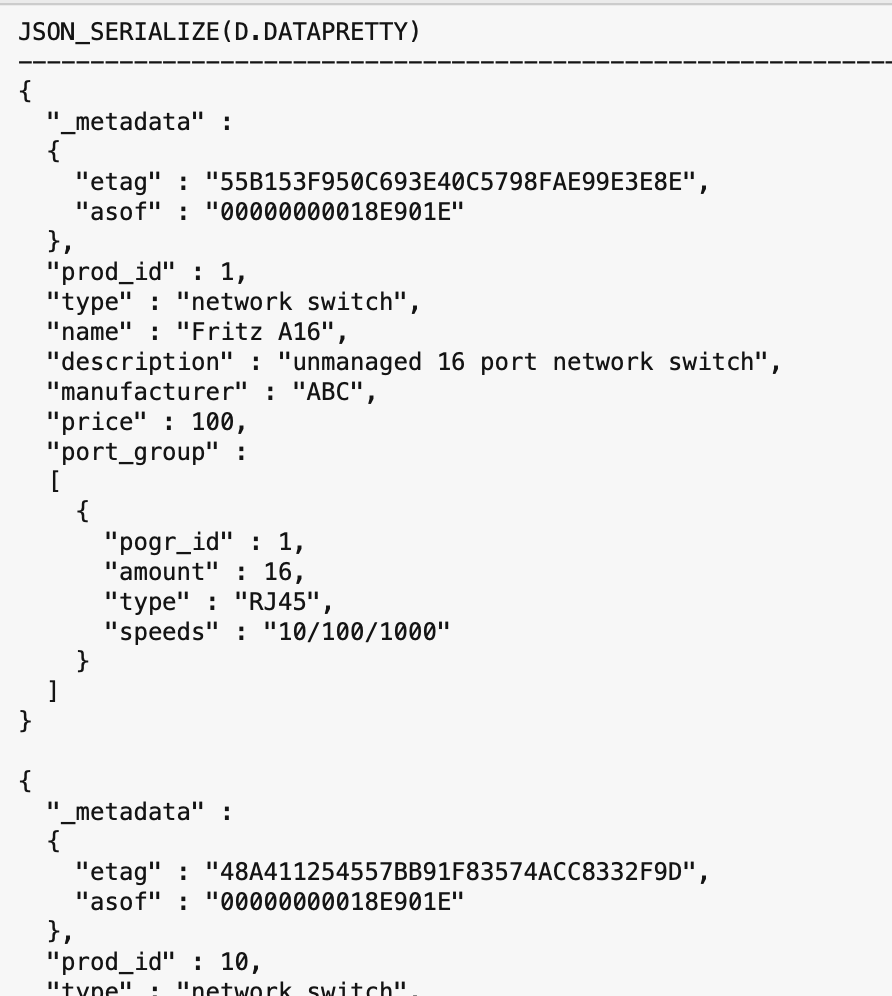 JSON_SERIALIZE(D.DATAPRETTY)
--------------------------------------------------------------------------------
{
  "_metadata" :
  {
    "etag" : "55B153F950C693E40C5798FAE99E3E8E",
    "asof" : "00000000018E901E"
  },
  "prod_id" : 1,
  "type" : "network switch",
  "name" : "Fritz A16",
  "description" : "unmanaged 16 port network switch",
  "manufacturer" : "ABC",
  "price" : 100,
  "port_group" :
  [
    {
      "pogr_id" : 1,
      "amount" : 16,
      "type" : "RJ45",
      "speeds" : "10/100/1000"
    }
  ]
}

{
  "_metadata" :
  {
    "etag" : "48A411254557BB91F83574ACC8332F9D",
    "asof" : "00000000018E901E"
  },
  "prod_id" : 10,
  "type" : "network switch",